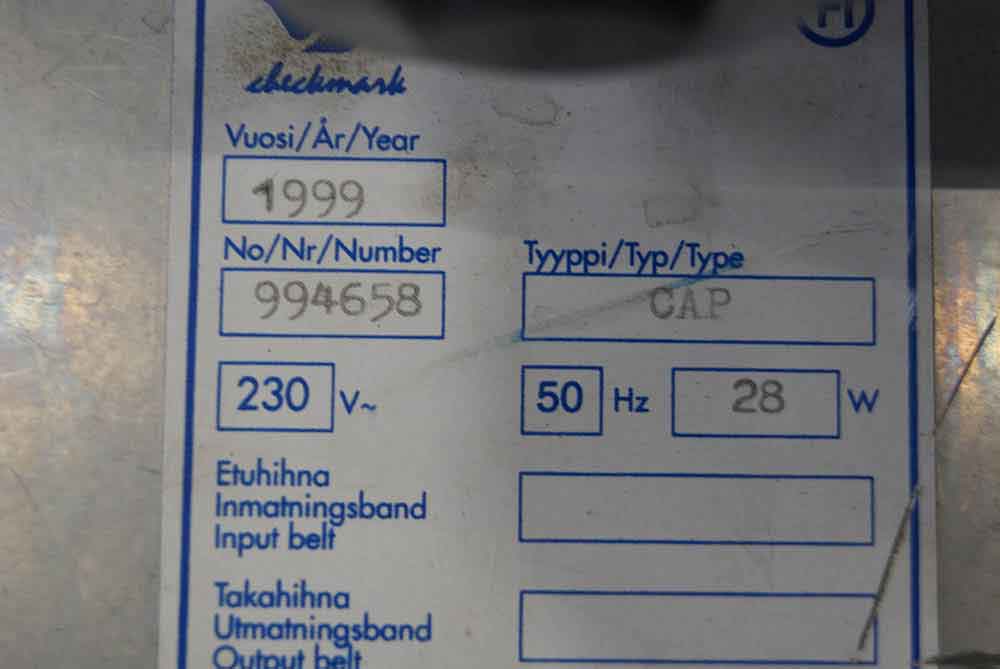 FI
checkmark
Vuosi/År/Year
1999
No/Nr/Number
994658
Tyyppi/Typ/Type
CAP
230 V~
50 Hz
28 W
Etuhihna
Inmatningsband
Input belt
Takahihna
Utmatningsband
Output belt